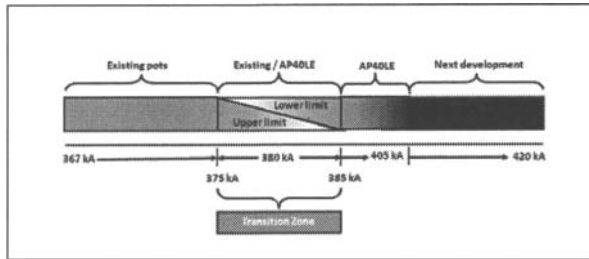 Existing pots Existing / AP40LE AP40LE Next development
Lower limit
Upper limit
367 kA 380 kA 405 kA 420 kA
375 kA 385 kA
Transition Zone